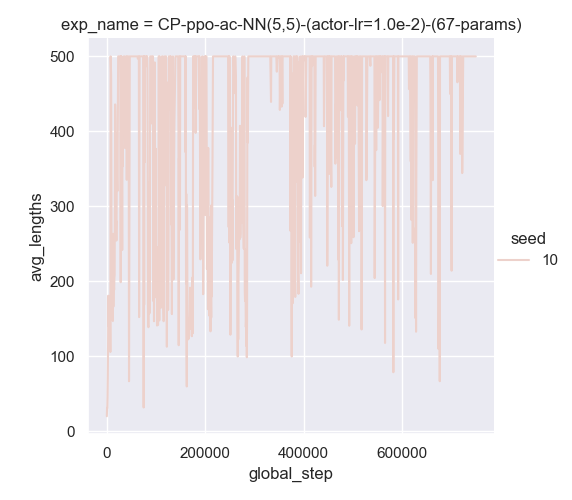 exp_name = CP-ppo-ac-NN(5,5)-(actor-lr=1.0e-2)-(67-params)
500
400
300
200
100
0
avg_lengths
0 200000 400000 600000
global_step
seed
10